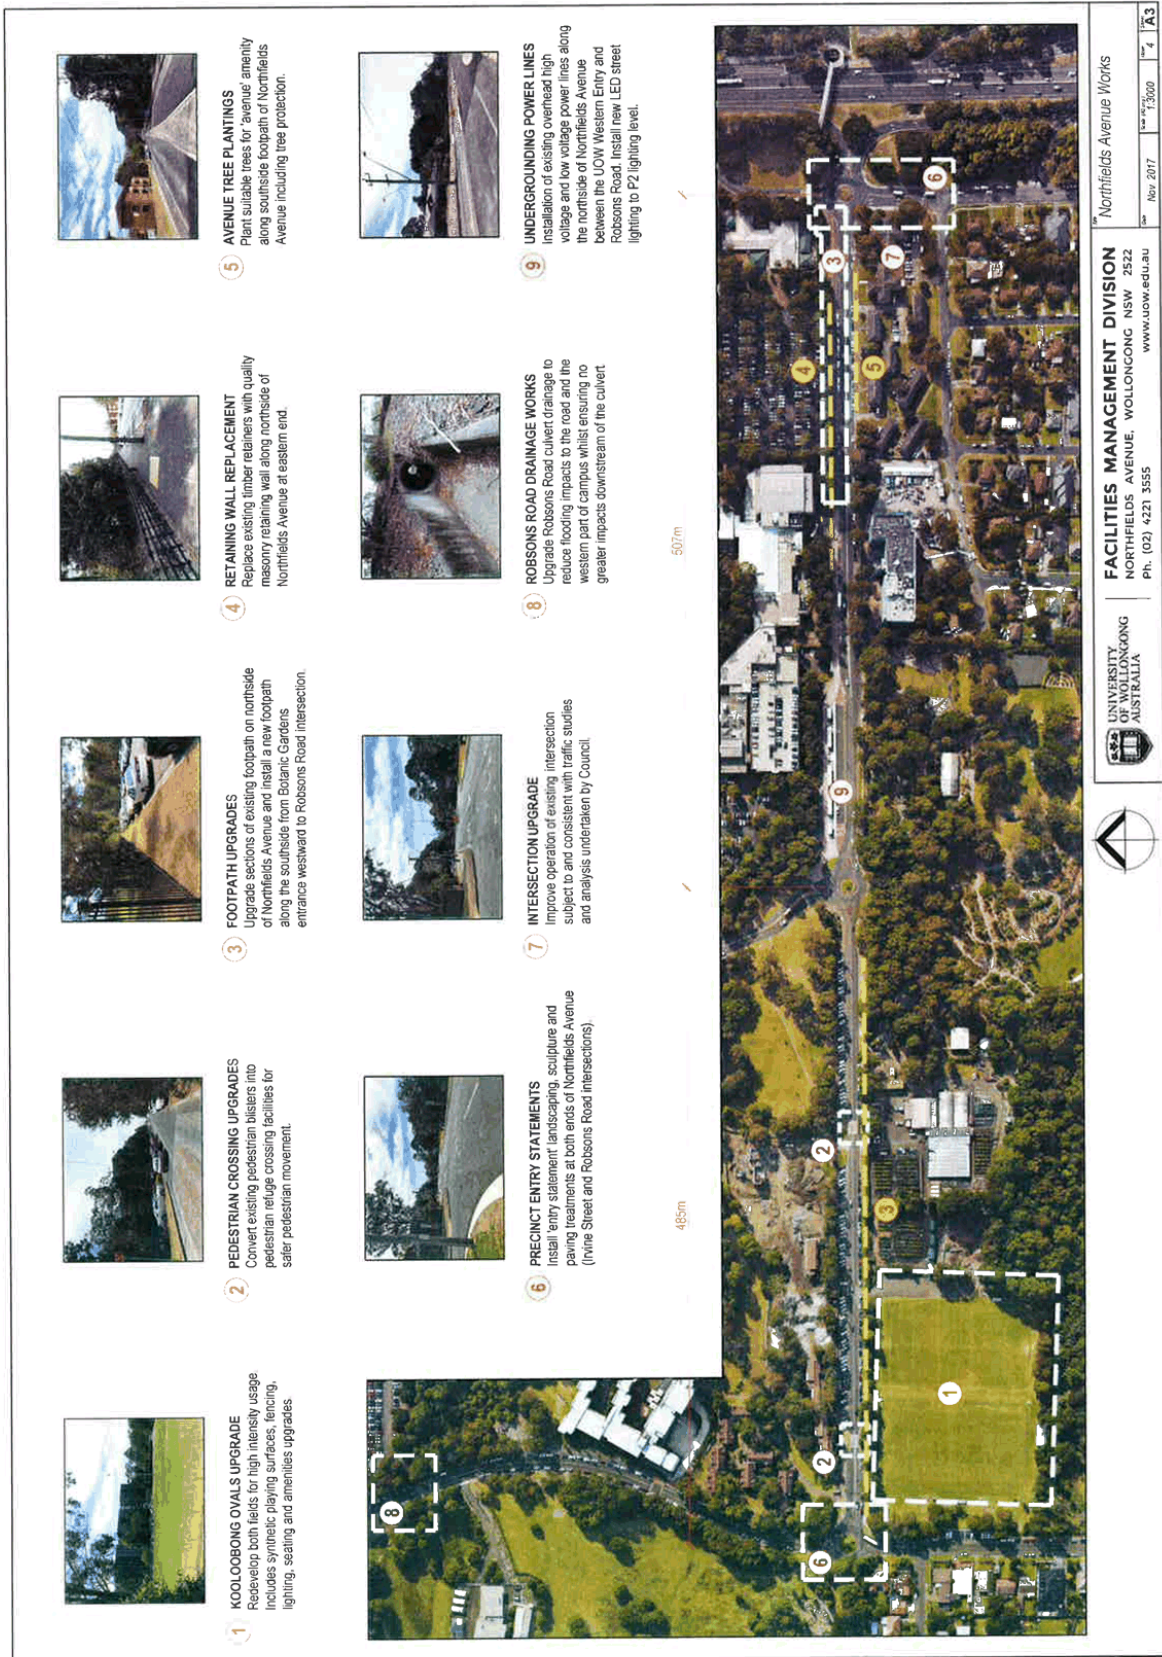 1
KOOLOOBONG OVALS UPGRADE
Redevelop both fields for high intensity usage.
Includes synthetic playing surfaces, fencing,
lighting, seating and amenities upgrades.
2
PEDESTRIAN CROSSING UPGRADES
Convert existing pedestrian blisters into
pedestrian refuge crossing facilities for
safer pedestrian movement.
3
FOOTPATH UPGRADES
Upgrade sections of existing footpath on northside
of Northfields Avenue and install a new footpath
along the southside from Botanic Gardens
entrance westward to Robsons Road intersection.
4
RETAINING WALL REPLACEMENT
Replace existing timber retainers with quality
masonry retaining wall along northside of
Northfields Avenue at eastern end.
5
AVENUE TREE PLANTINGS
Plant suitable trees for 'avenue' amenity
along southside footpath of Northfields
Avenue including tree protection.
6
PRECINCT ENTRY STATEMENTS
Install 'entry statement' landscaping, sculpture and
paving treatments at both ends of Northfields Avenue
(Irvine Street and Robsons Road intersections).
7
INTERSECTION UPGRADE
Improve operation of existing intersection
subject to and consistent with traffic studies
and analysis undertaken by Council.
8
ROBSONS ROAD DRAINAGE WORKS
Upgrade Robsons Road culvert drainage to
reduce flooding impacts to the road and the
western part of campus whilst ensuring no
greater impacts downstream of the culvert
9
UNDERGROUNDING POWER LINES
Installation of existing overhead high
voltage and low voltage power lines along
the northside of Northfields Avenue
between the UOW Western Entry and
Robsons Road. Install new LED street
lighting to P2 lighting level.
485m
507m
8
6
2
1
2
3
9
4
5
3
7
6
UNIVERSITY
OF WOLLONGONG
AUSTRALIA
FACILITIES MANAGEMENT DIVISION
NORTHFIELDS AVENUE, WOLLONGONG NSW 2522
Ph. (02) 4221 3555 www.uow.edu.au
Northfields Avenue Works
Nov 2017
1:3000
4
A3